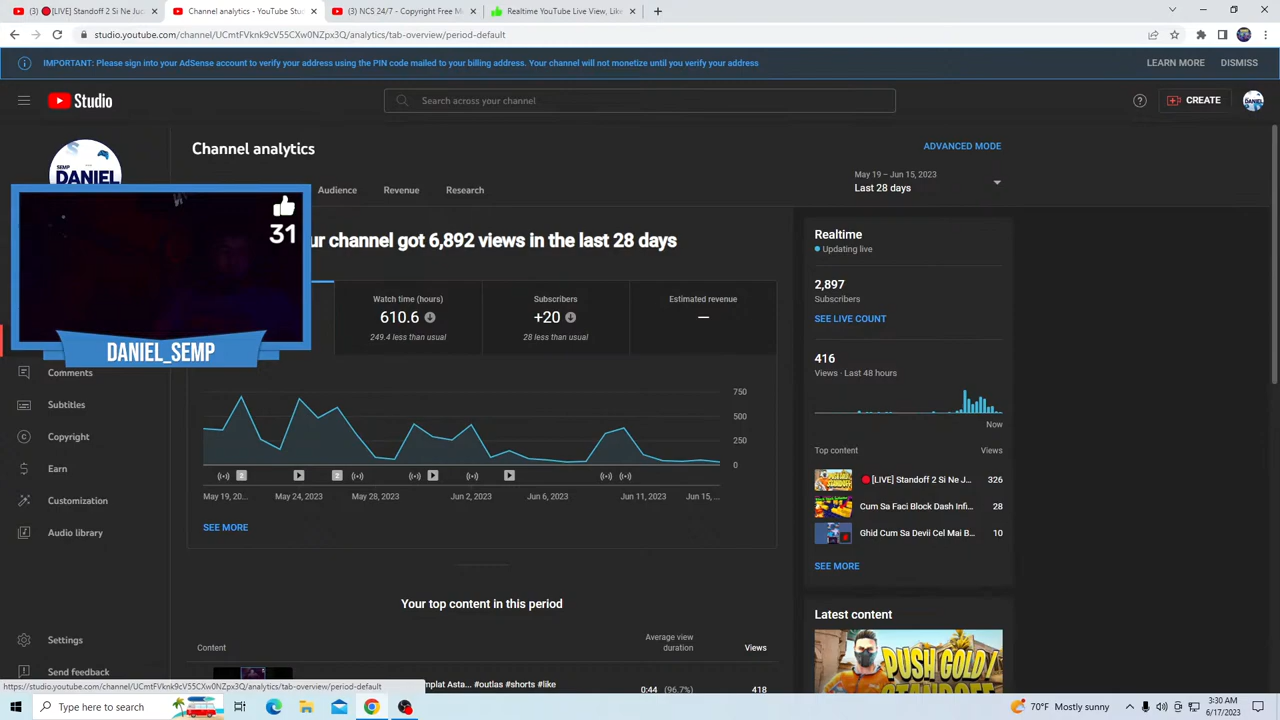 (3) 🔴[LIVE] Standoff 2 Si Ne Juc
Channel analytics - YouTube Stu
(3) NCS 24/7 - Copyright Free M
Realtime YouTube Live View, Like
studio.youtube.com/channel/UCmtFVknk9cV55CXw0NZpx3Q/analytics/tab-overview/period-default
IMPORTANT: Please sign into your AdSense account to verify your address using the PIN code mailed to your billing address. Your channel will not monetize until you verify your address
LEARN MORE
DISMISS
Studio
Search across your channel
CREATE
SEMP
DANIEL
Channel analytics
ADVANCED MODE
May 19 – Jun 15, 2023
Last 28 days
Audience
Revenue
Research
31
DANIEL_SEMP
ur channel got 6,892 views in the last 28 days
Watch time (hours)
610.6
249.4 less than usual
Subscribers
+20
28 less than usual
Estimated revenue
—
750
500
250
0
2
2
May 19, 20...
May 24, 2023
May 28, 2023
Jun 2, 2023
Jun 6, 2023
Jun 11, 2023
Jun 15, ...
SEE MORE
Realtime
Updating live
2,897
Subscribers
SEE LIVE COUNT
416
Views · Last 48 hours
Now
Top content
Views
🔴[LIVE] Standoff 2 Si Ne J...
326
Cum Sa Faci Block Dash Infi...
28
Ghid Cum Sa Devii Cel Mai B...
10
SEE MORE
Latest content
PUSH GOLD!
Comments
Subtitles
Copyright
Earn
Customization
Audio library
Settings
Send feedback
Your top content in this period
Content
Average view
duration
Views
mplat Asta... #outlas #shorts #like
0:44 (96.7%)
418
https://studio.youtube.com/channel/UCmtFVknk9cV55CXw0NZpx3Q/analytics/tab-overview/period-default
Type here to search
70°F Mostly sunny
3:30 AM
6/17/2023